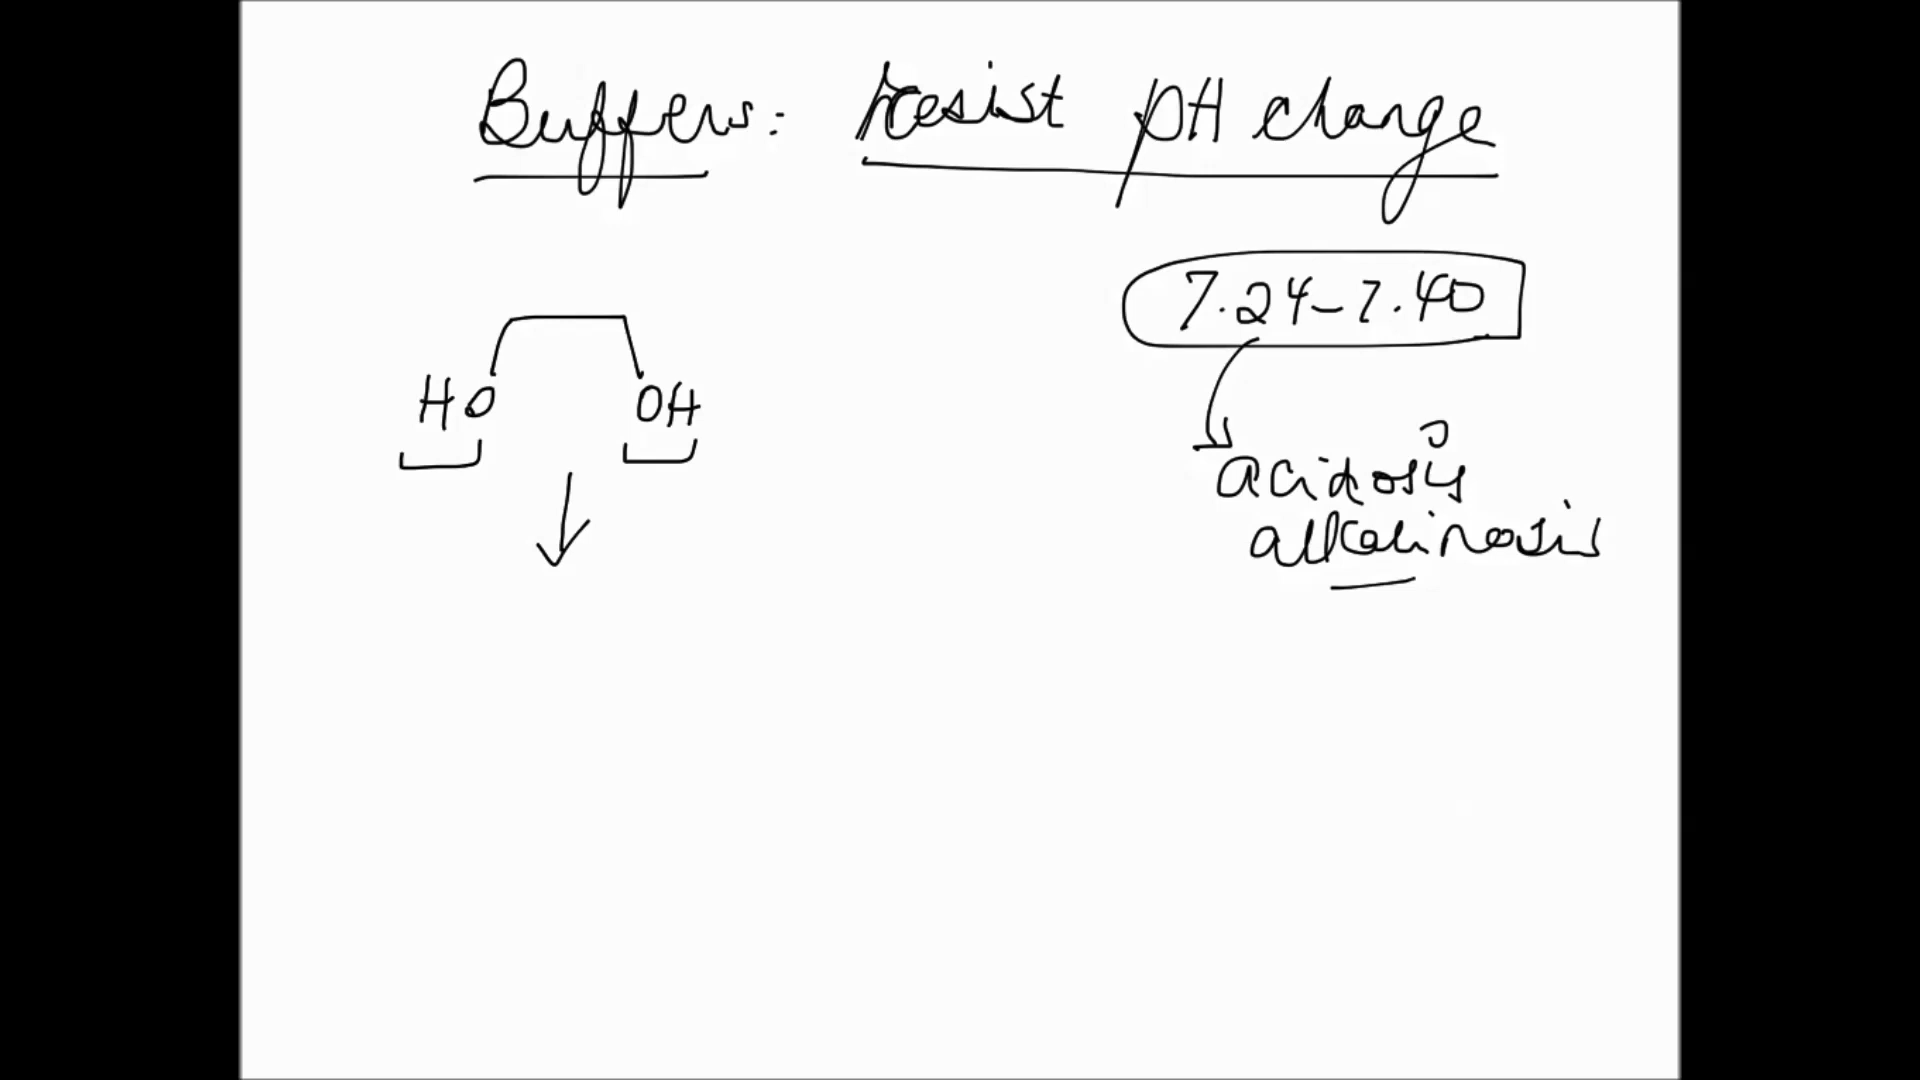 Buffers: resist pH change
7.24-7.40
HO OH
acidosis
alkalinosis